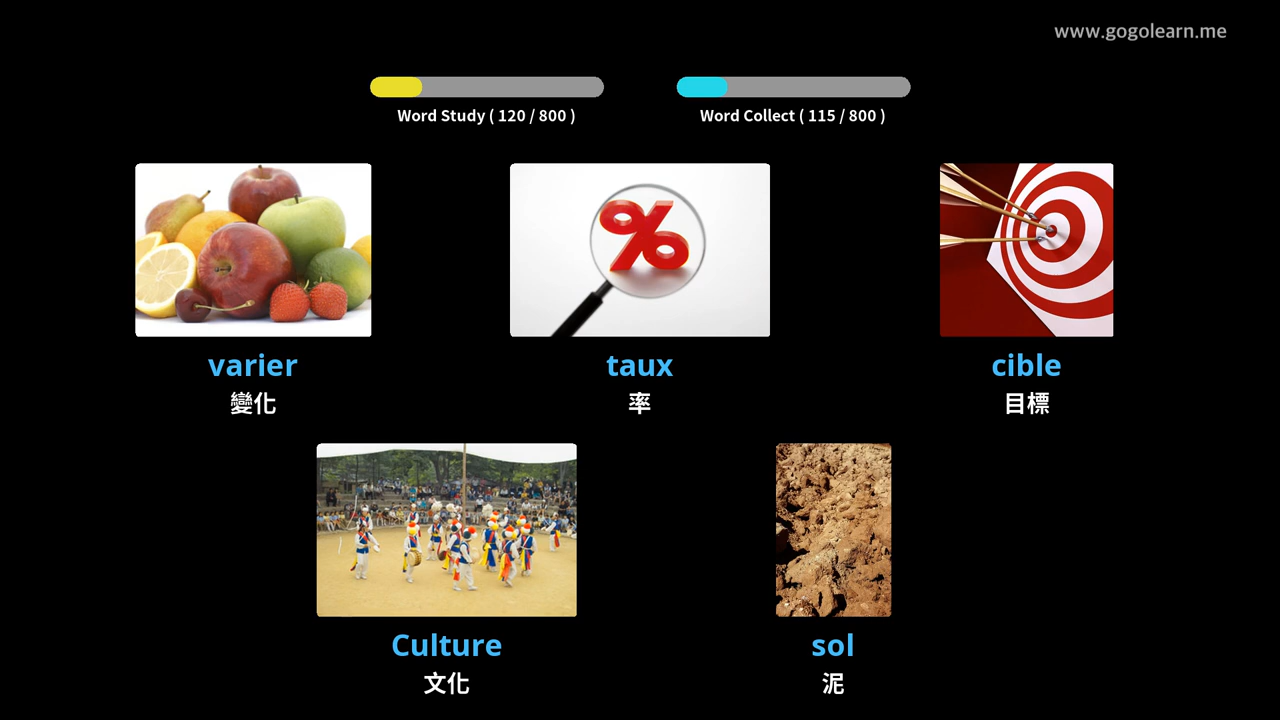 www.gogolearn.me
Word Study ( 120 / 800 )
Word Collect ( 115 / 800 )
%
varier
變化
taux
率
cible
目標
Culture
文化
sol
泥